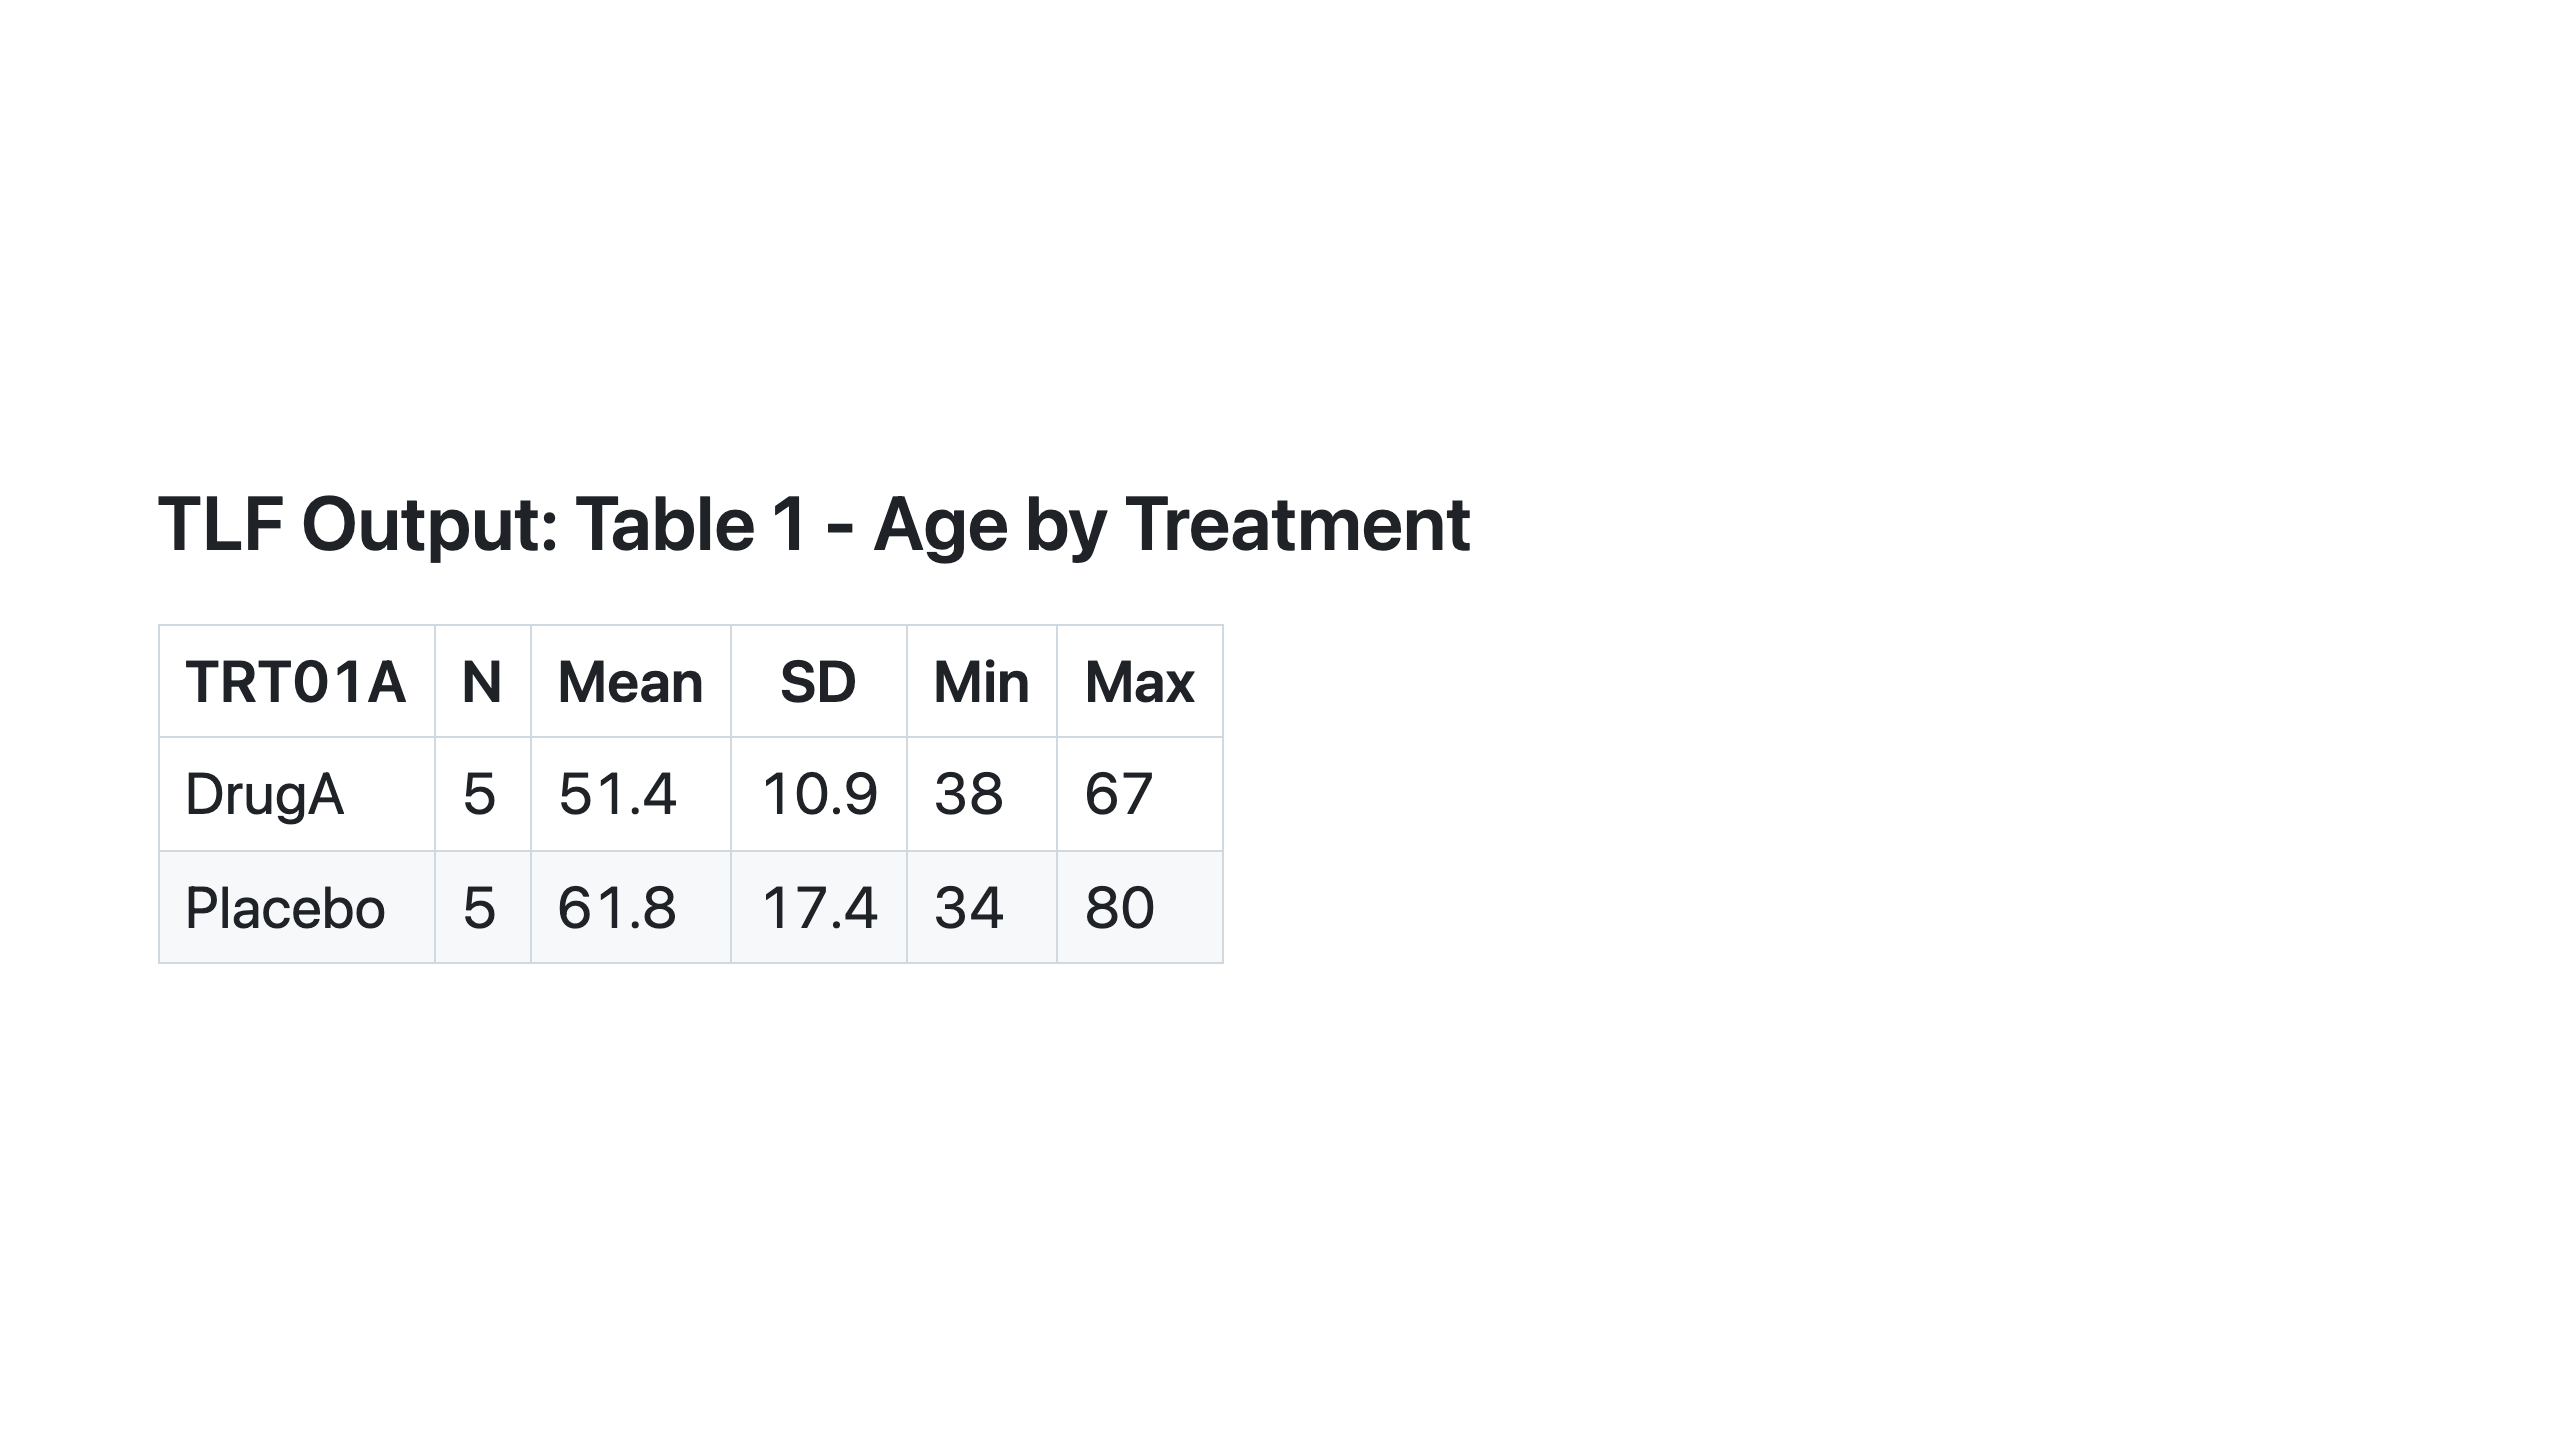 TLF Output: Table 1 - Age by Treatment
TRT01A N Mean SD Min Max
DrugA 5 51.4 10.9 38 67
Placebo 5 61.8 17.4 34 80